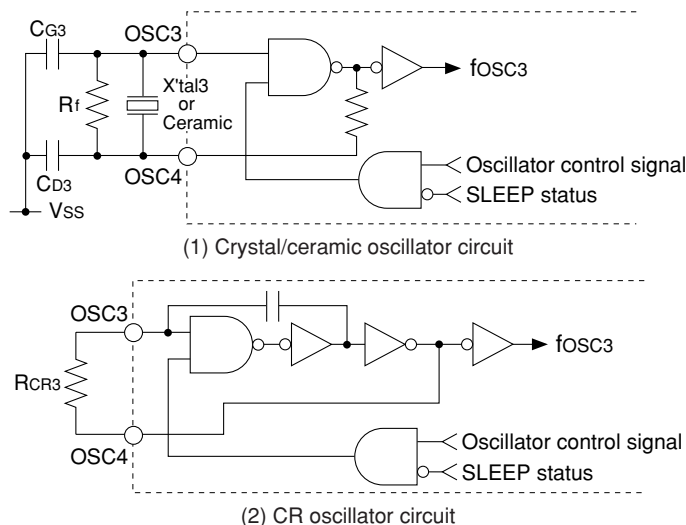 CG3
OSC3
Rf
X'tal3
or
Ceramic
fOSC3
CD3
OSC4
Oscillator control signal
SLEEP status
VSS
(1) Crystal/ceramic oscillator circuit
OSC3
fOSC3
RCR3
OSC4
Oscillator control signal
SLEEP status
(2) CR oscillator circuit